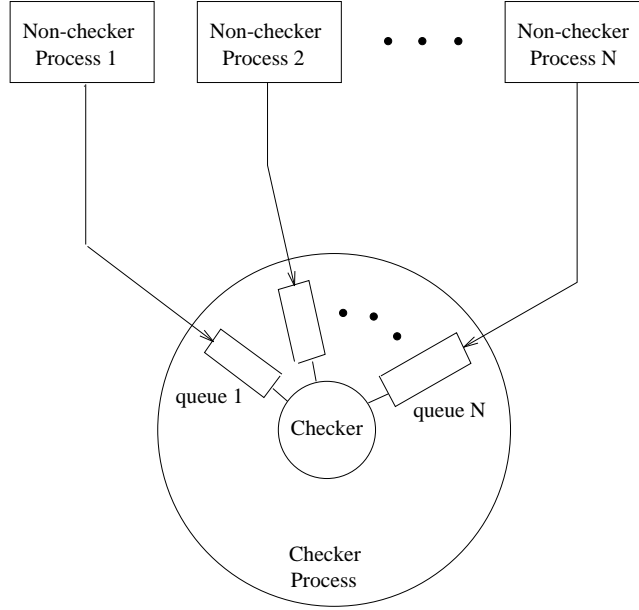 Non-checker
Process 1
Non-checker
Process 2
Non-checker
Process N
queue 1
queue N
Checker
Checker
Process